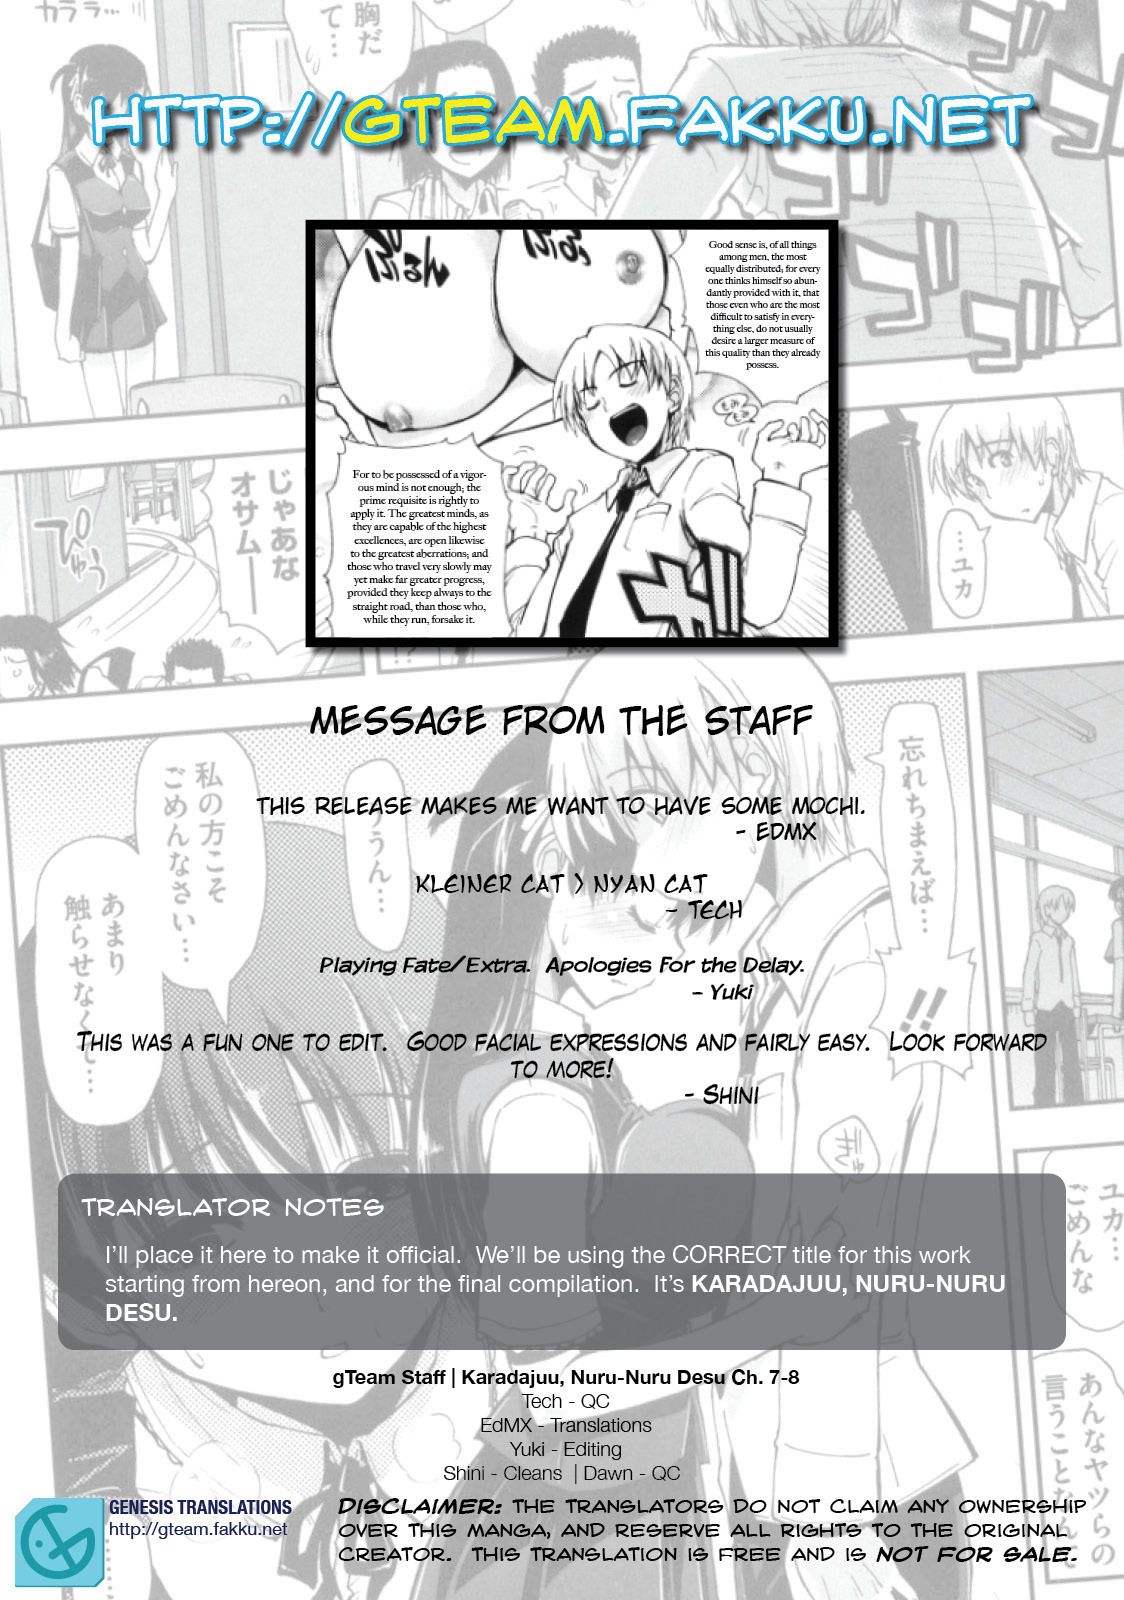 カララ…
胸だ
て…
HTTP://GTEAM.FAKKU.NET
Good sense is, of all things
among men, the most
equally distributed; for every
one thinks himself so abun-
dantly provided with it, that
those even who are the most
difficult to satisfy in every-
thing else, do not usually
desire a larger measure of
this quality than they already
possess.
For to be possessed of a vigor-
ous mind is not enough; the
prime requisite is rightly to
apply it. The greatest minds, as
they are capable of the highest
excellences, are open likewise
to the greatest aberrations; and
those who travel very slowly may
yet make far greater progress,
provided they keep always to the
straight road, than those who,
while they run, forsake it.
…ユカ
じゃあな
オサムー
!?
MESSAGE FROM THE STAFF
THIS RELEASE MAKES ME WANT TO HAVE SOME MOCHI.
- EDMX
KLEINER CAT > NYAN CAT
- TECH
Playing Fate/Extra.  Apologies For the Delay.
- Yuki
THIS WAS A FUN ONE TO EDIT.  GOOD FACIAL EXPRESSIONS AND FAIRLY EASY.  LOOK FORWARD
TO MORE!
- SHINI
忘れちまえば…
!!
うん…
私の方こそ
ごめんなさい…
あまり
触らせなくて…
ぎゅ
ユカ…
ごめんな
あんなヤツらの
言うことなんて
TRANSLATOR NOTES
I'll place it here to make it official.  We'll be using the CORRECT title for this work
starting from hereon, and for the final compilation.  It's KARADAJUU, NURU-NURU
DESU.
gTeam Staff | Karadajuu, Nuru-Nuru Desu Ch. 7-8
Tech - QC
EdMX - Translations
Yuki - Editing
Shini - Cleans  | Dawn - QC
GENESIS TRANSLATIONS
http://gteam.fakku.net
DISCLAIMER: THE TRANSLATORS DO NOT CLAIM ANY OWNERSHIP
OVER THIS MANGA, AND RESERVE ALL RIGHTS TO THE ORIGINAL
CREATOR.  THIS TRANSLATION IS FREE AND IS NOT FOR SALE.